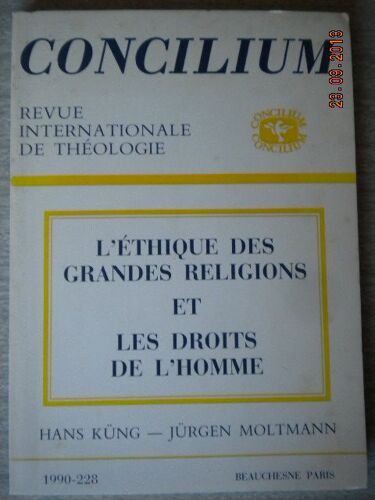 CONCILIUM
23.09.2013
REVUE
INTERNATIONALE
DE THÉOLOGIE
CONCILIUM
CONCILIUM
L'ÉTHIQUE DES
GRANDES RELIGIONS
ET
LES DROITS
DE L'HOMME
HANS KÜNG — JÜRGEN MOLTMANN
1990-228
BEAUCHESNE PARIS